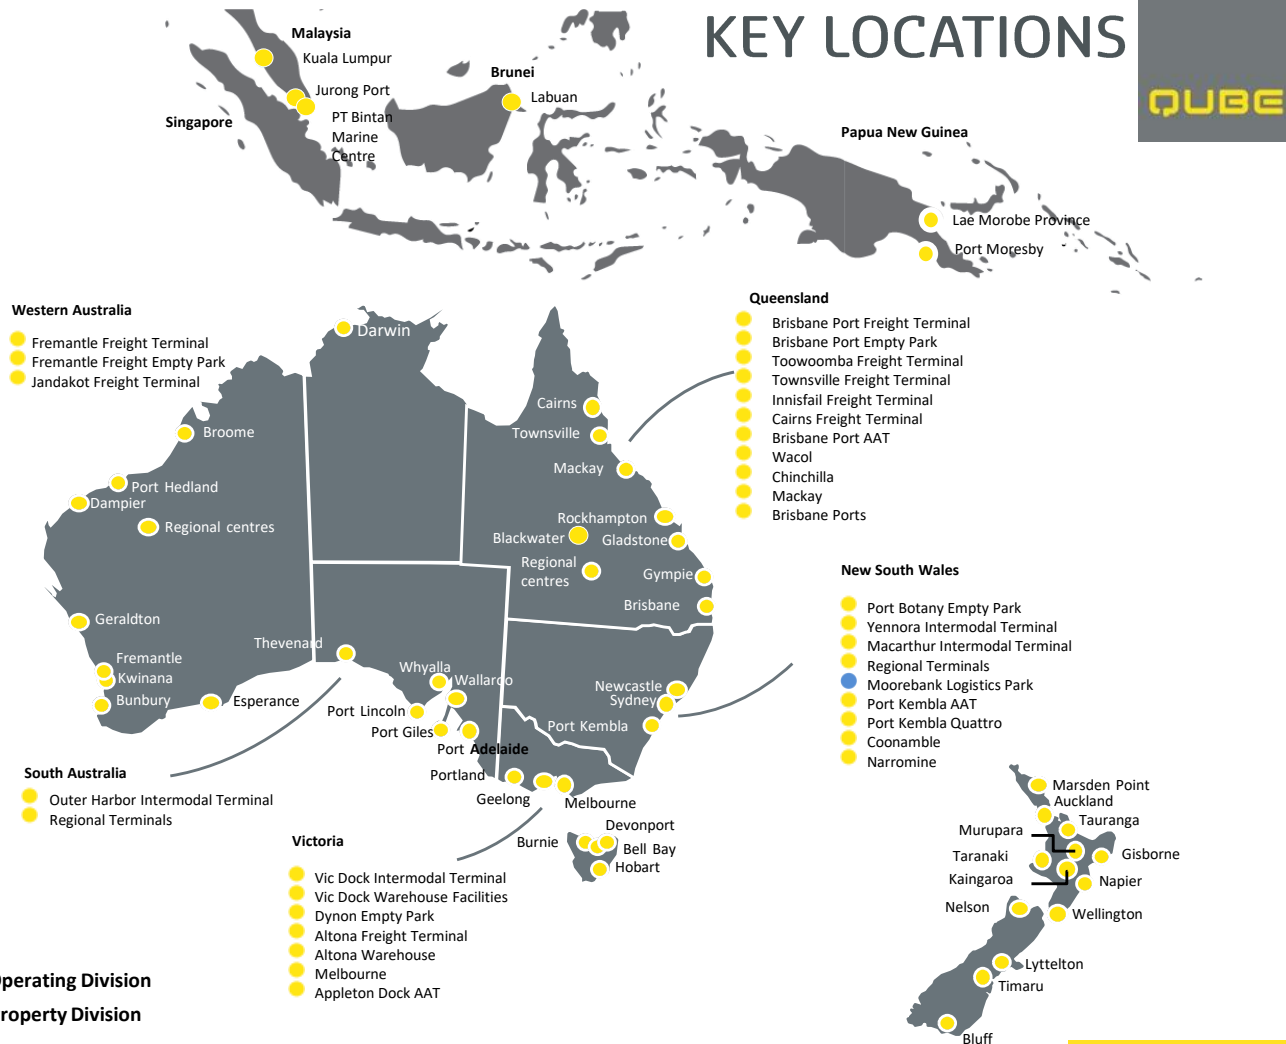 KEY LOCATIONS
QUBE
Malaysia
Kuala Lumpur
Jurong Port
Singapore
PT Bintan
Marine
Centre
Brunei
Labuan
Papua New Guinea
Lae Morobe Province
Port Moresby
Western Australia
Fremantle Freight Terminal
Fremantle Freight Empty Park
Jandakot Freight Terminal
Darwin
Broome
Port Hedland
Dampier
Regional centres
Geraldton
Fremantle
Kwinana
Bunbury
Esperance
Thevenard
Whyalla
Wallaroo
Port Lincoln
Port Giles
Port Adelaide
Portland
Geelong
Melbourne
Cairns
Townsville
Mackay
Rockhampton
Blackwater
Gladstone
Regional
centres
Gympie
Brisbane
Newcastle
Sydney
Port Kembla
Queensland
Brisbane Port Freight Terminal
Brisbane Port Empty Park
Toowoomba Freight Terminal
Townsville Freight Terminal
Innisfail Freight Terminal
Cairns Freight Terminal
Brisbane Port AAT
Wacol
Chinchilla
Mackay
Brisbane Ports
New South Wales
Port Botany Empty Park
Yennora Intermodal Terminal
Macarthur Intermodal Terminal
Regional Terminals
Moorebank Logistics Park
Port Kembla AAT
Port Kembla Quattro
Coonamble
Narromine
South Australia
Outer Harbor Intermodal Terminal
Regional Terminals
Victoria
Vic Dock Intermodal Terminal
Vic Dock Warehouse Facilities
Dynon Empty Park
Altona Freight Terminal
Altona Warehouse
Melbourne
Appleton Dock AAT
Burnie
Devonport
Bell Bay
Hobart
Marsden Point
Auckland
Tauranga
Murupara
Taranaki
Gisborne
Kaingaroa
Napier
Nelson
Wellington
Lyttelton
Timaru
Bluff
perating Division
roperty Division